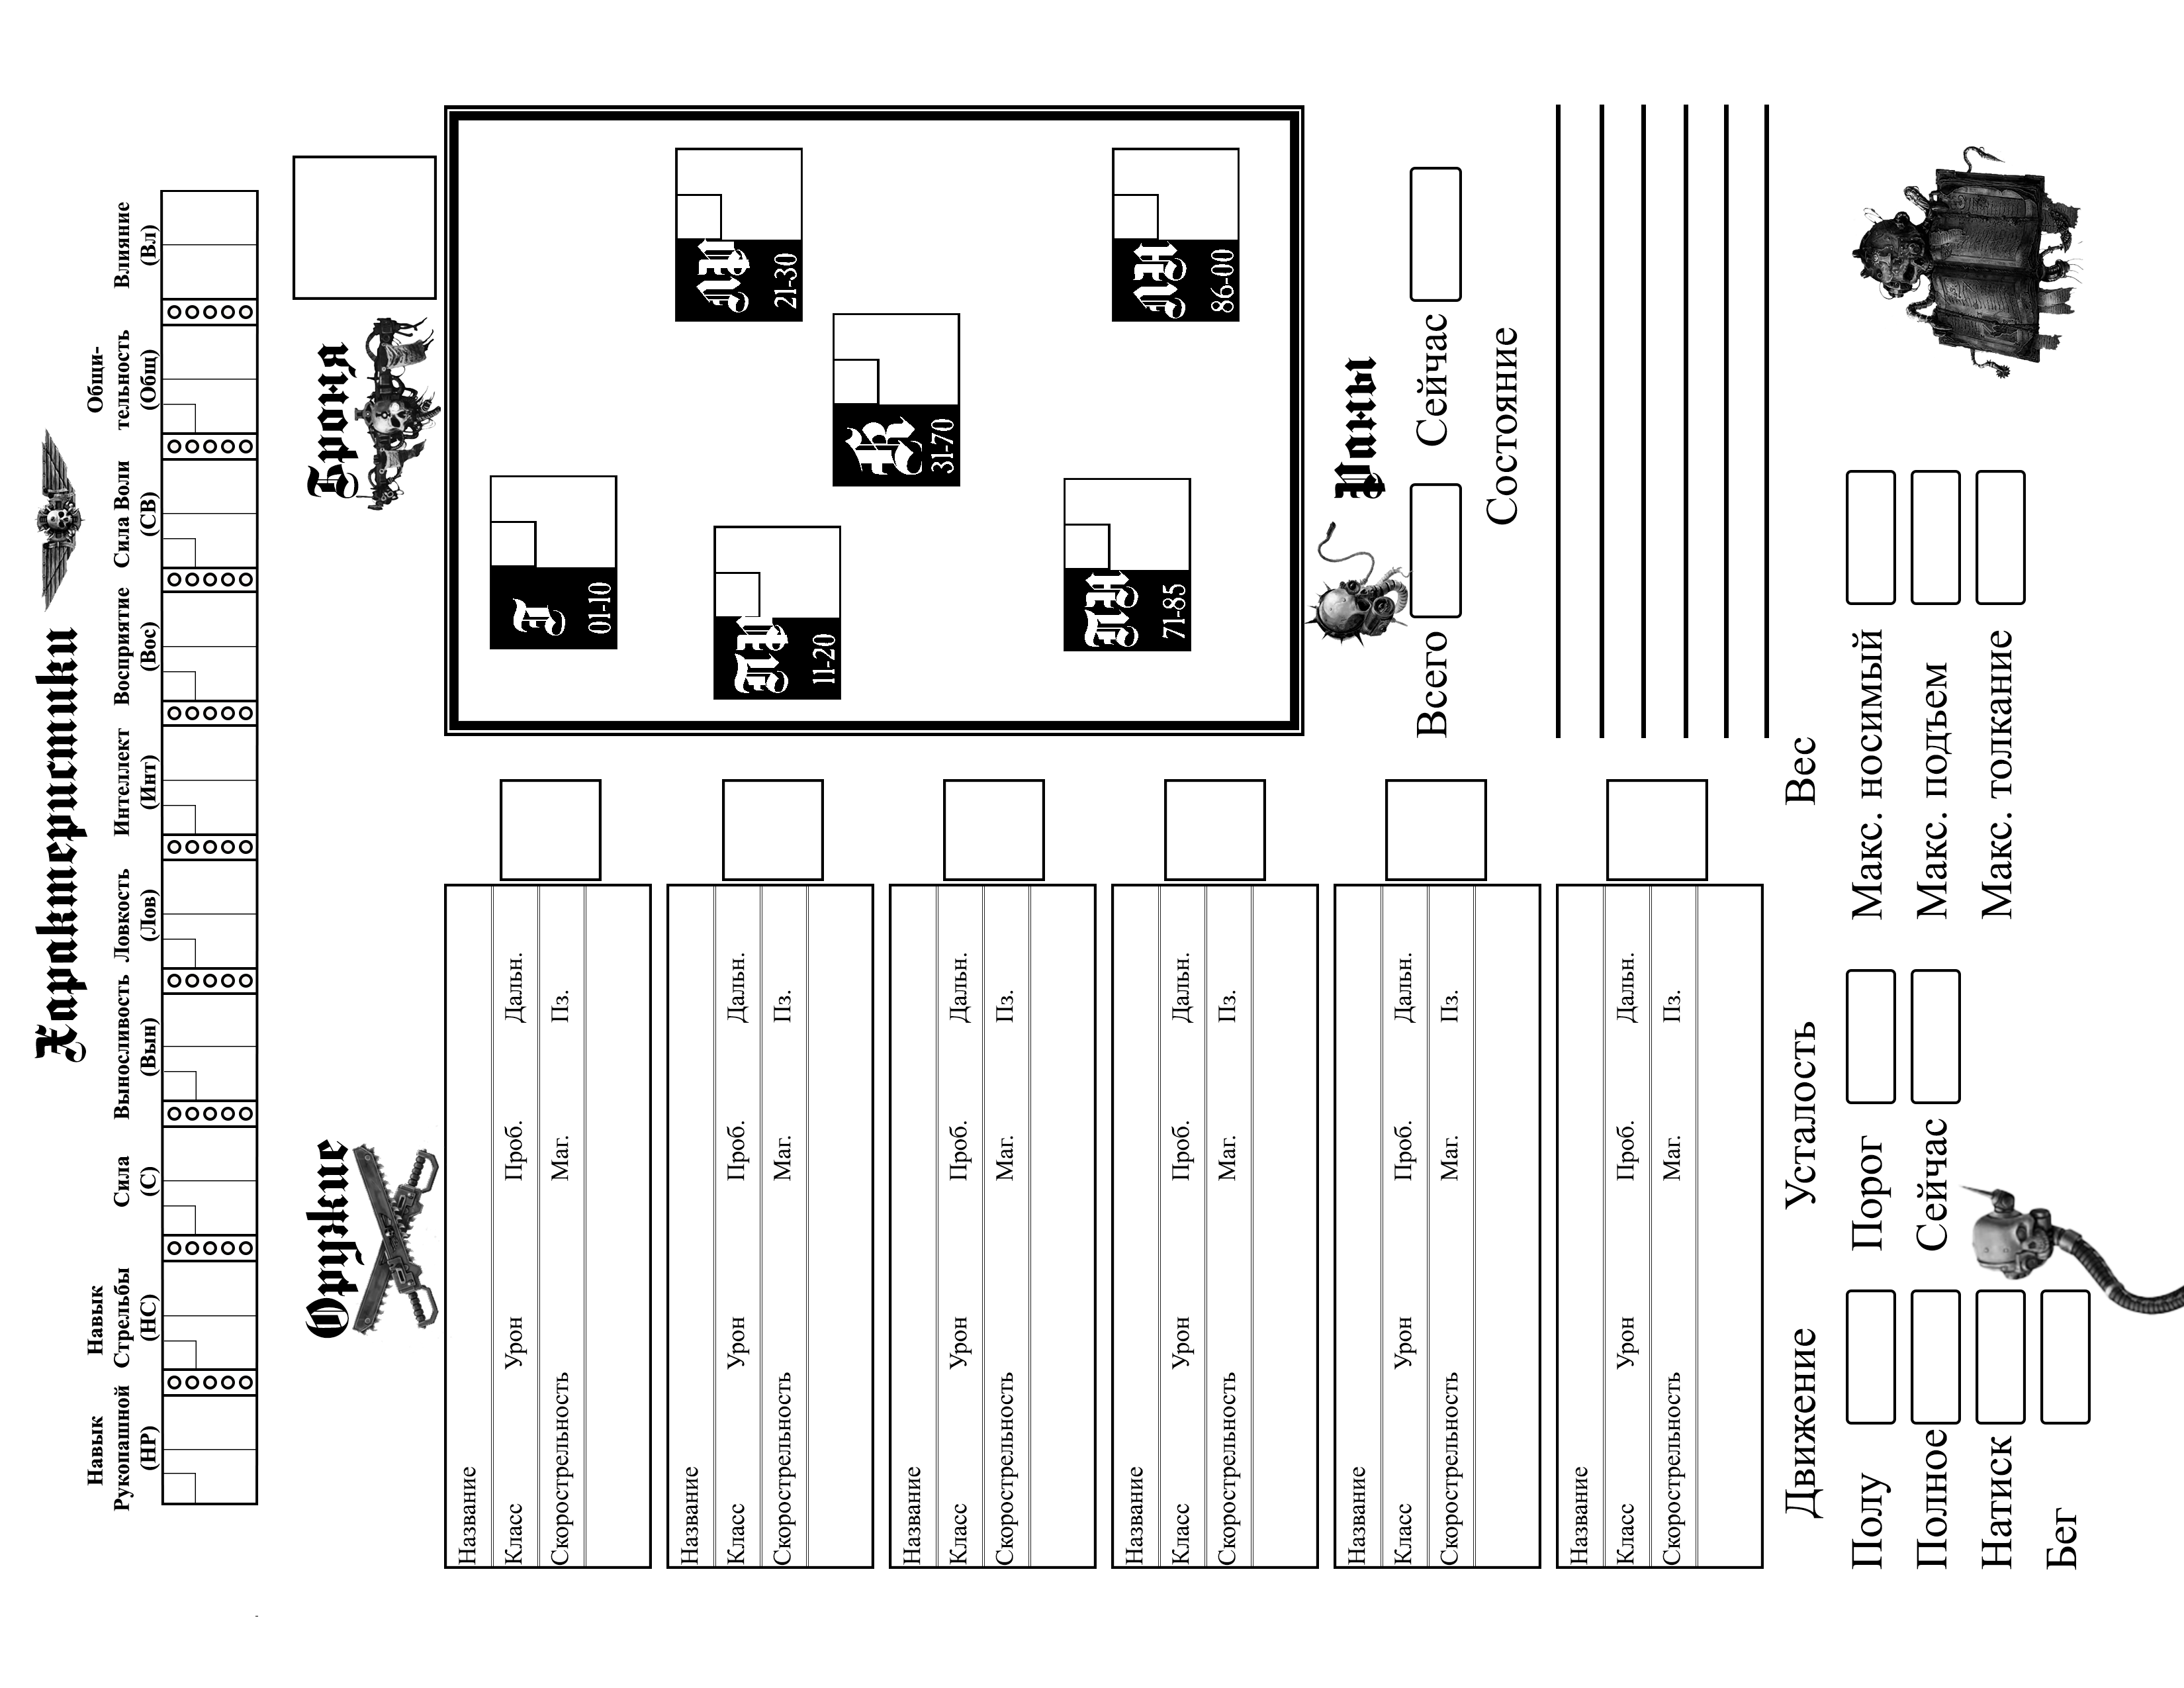 Характеристики
Навык
Рукопашной
(НР)
Навык
Стрельбы
(НС)
Сила
(С)
Выносливость
(Вын)
Ловкость
(Лов)
Интеллект
(Инт)
Восприятие
(Вос)
Сила Воли
(СВ)
Общи-
тельность
(Общ)
Влияние
(Вл)
Оружие
Название
Класс Урон Проб. Дальн.
Скорострельность Маг. Пз.
Название
Класс Урон Проб. Дальн.
Скорострельность Маг. Пз.
Название
Класс Урон Проб. Дальн.
Скорострельность Маг. Пз.
Название
Класс Урон Проб. Дальн.
Скорострельность Маг. Пз.
Название
Класс Урон Проб. Дальн.
Скорострельность Маг. Пз.
Название
Класс Урон Проб. Дальн.
Скорострельность Маг. Пз.
Броня
Г
01-10
ПР
11-20
ЛР
21-30
К
31-70
ПН
71-85
ЛН
86-00
Раны
Всего Сейчас
Состояние
Движение
Полу
Полное
Натиск
Бег
Усталость
Порог
Сейчас
Вес
Макс. носимый
Макс. подъем
Макс. толкание